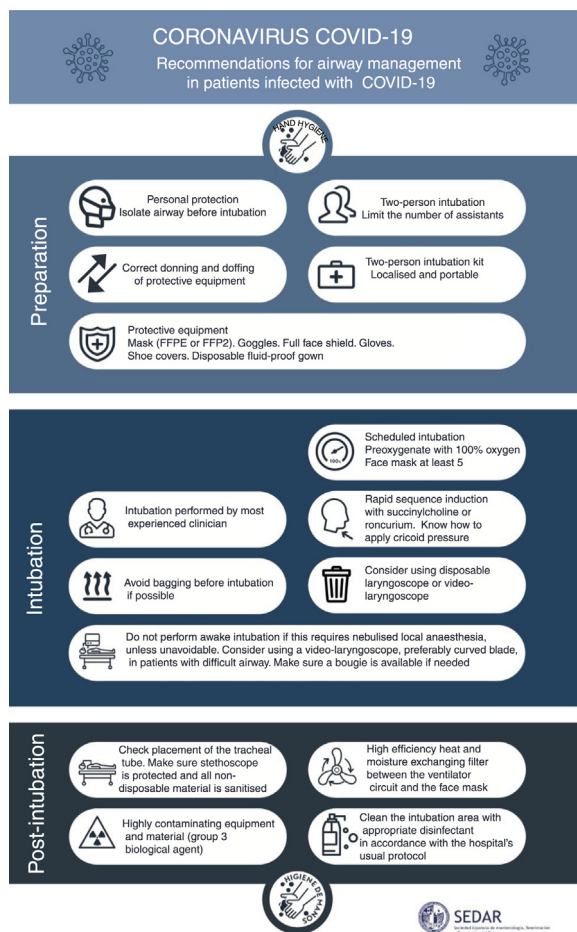 CORONAVIRUS COVID-19
Recommendations for airway management
in patients infected with COVID-19
HAND HYGIENE
Preparation
Personal protection
Isolate airway before intubation
Two-person intubation
Limit the number of assistants
Correct donning and doffing
of protective equipment
Two-person intubation kit
Localised and portable
Protective equipment
Mask (FFPE or FFP2). Goggles. Full face shield. Gloves.
Shoe covers. Disposable fluid-proof gown
Intubation
Scheduled intubation
Preoxygenate with 100% oxygen
Face mask at least 5
100%
Intubation performed by most
experienced clinician
Rapid sequence induction
with succinylcholine or
roncurium. Know how to
apply cricoid pressure
Avoid bagging before intubation
if possible
Consider using disposable
laryngoscope or video-
laryngoscope
Do not perform awake intubation if this requires nebulised local anaesthesia,
unless unavoidable. Consider using a video-laryngoscope, preferably curved blade,
in patients with difficult airway. Make sure a bougie is available if needed
Post-intubation
Check placement of the tracheal
tube. Make sure stethoscope
is protected and all non-
disposable material is sanitised
High efficiency heat and
moisture exchanging filter
between the ventilator
circuit and the face mask
Highly contaminating equipment
and material (group 3
biological agent)
Clean the intubation area with
appropriate disinfectant
in accordance with the hospital's
usual protocol
HIGIENE DE MANOS
SEDAR
Sociedad Española de Anestesiología, Reanimación